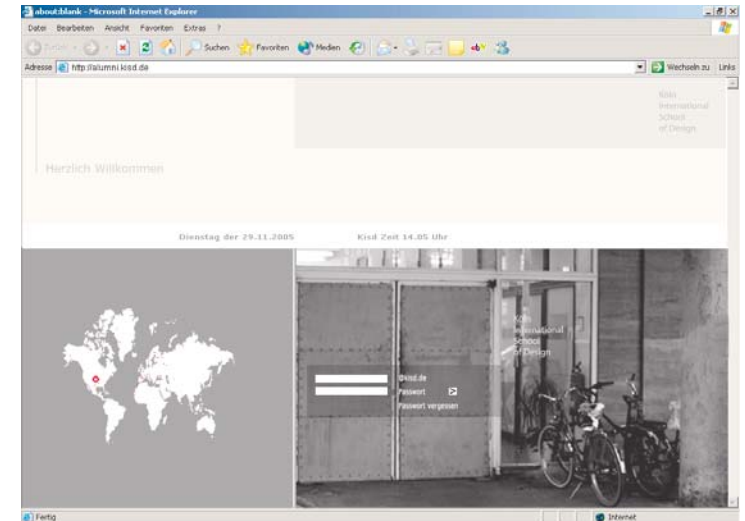 about:blank - Microsoft Internet Explorer
Datei Bearbeiten Ansicht Favoriten Extras ?
Zurück Suchen Favoriten Medien
Adresse http://alumni.kisd.de Wechseln zu Links
Köln
International
School
of Design
Herzlich Willkommen
Dienstag der 29.11.2005 Kisd Zeit 14.05 Uhr
Köln
International
School
of Design
@kisd.de
Passwort
Passwort vergessen
Fertig Internet